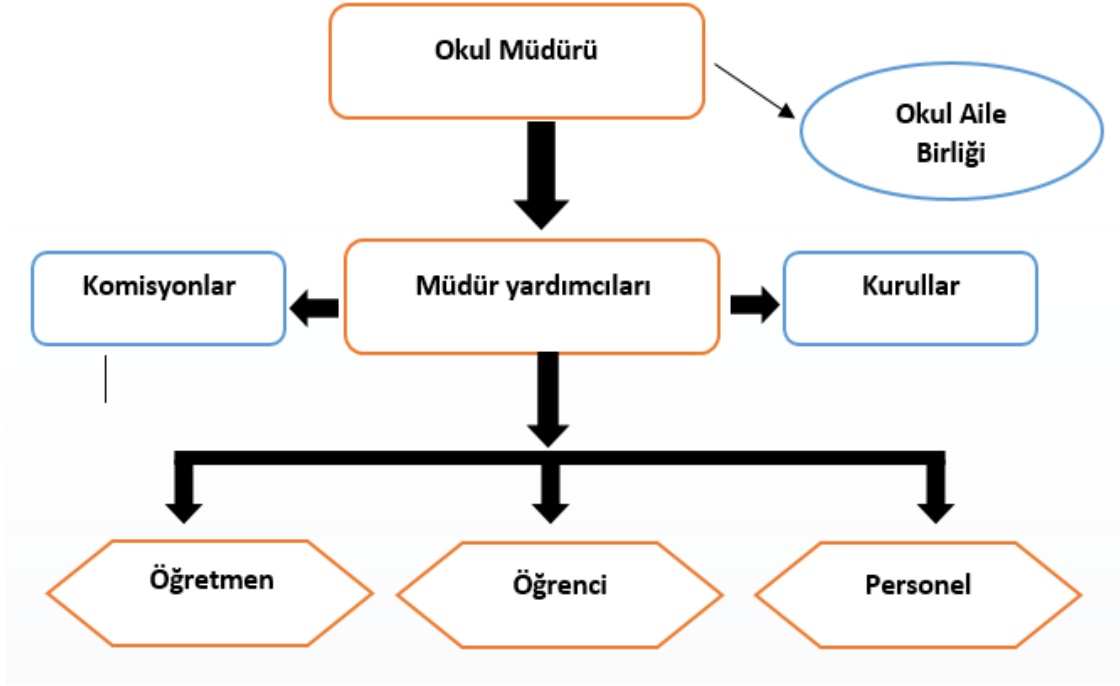 Okul Müdürü
Okul Aile
Birliği
Komisyonlar
Müdür yardımcıları
Kurullar
Öğretmen
Öğrenci
Personel